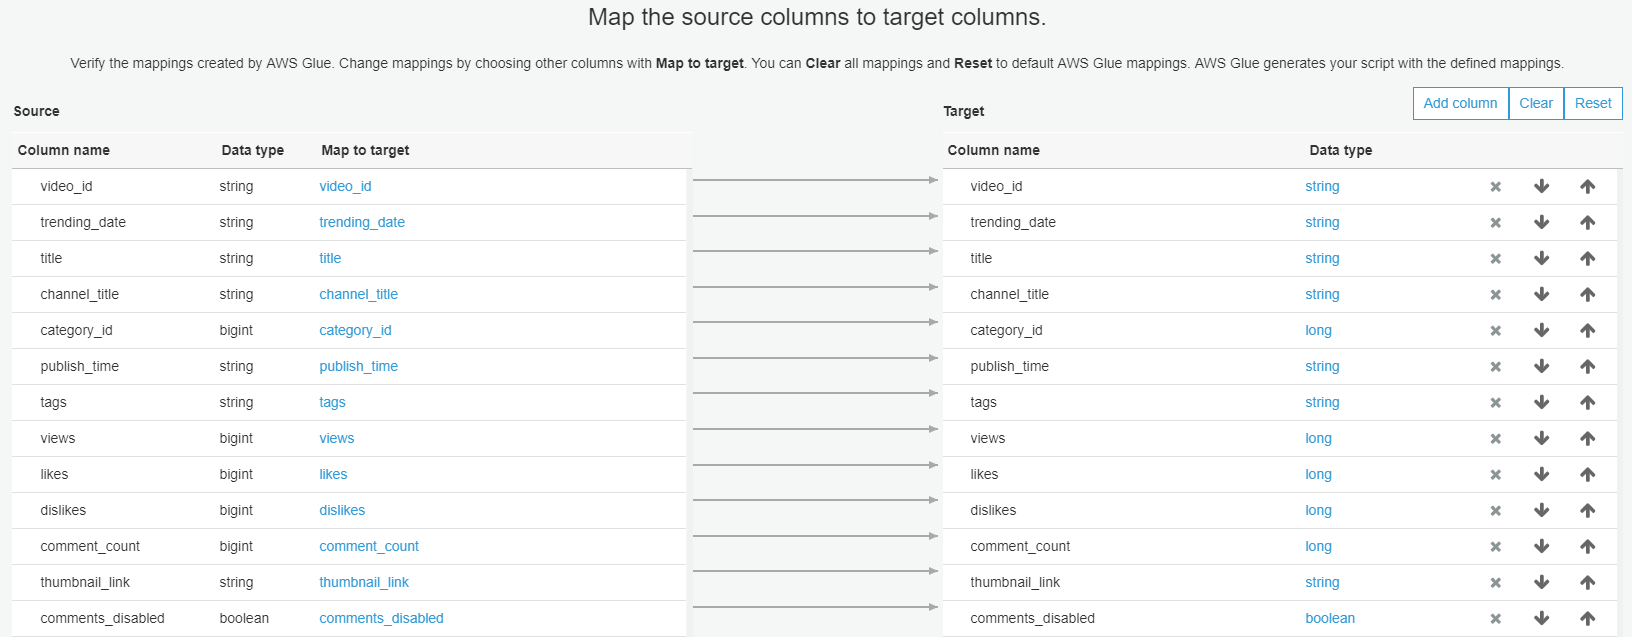 Map the source columns to target columns.
Verify the mappings created by AWS Glue. Change mappings by choosing other columns with Map to target. You can Clear all mappings and Reset to default AWS Glue mappings. AWS Glue generates your script with the defined mappings.
Source
Target
Add column Clear Reset
Column name Data type Map to target Column name Data type
video_id string video_id video_id string
trending_date string trending_date trending_date string
title string title title string
channel_title string channel_title channel_title string
category_id bigint category_id category_id long
publish_time string publish_time publish_time string
tags string tags tags string
views bigint views views long
likes bigint likes likes long
dislikes bigint dislikes dislikes long
comment_count bigint comment_count comment_count long
thumbnail_link string thumbnail_link thumbnail_link string
comments_disabled boolean comments_disabled comments_disabled boolean